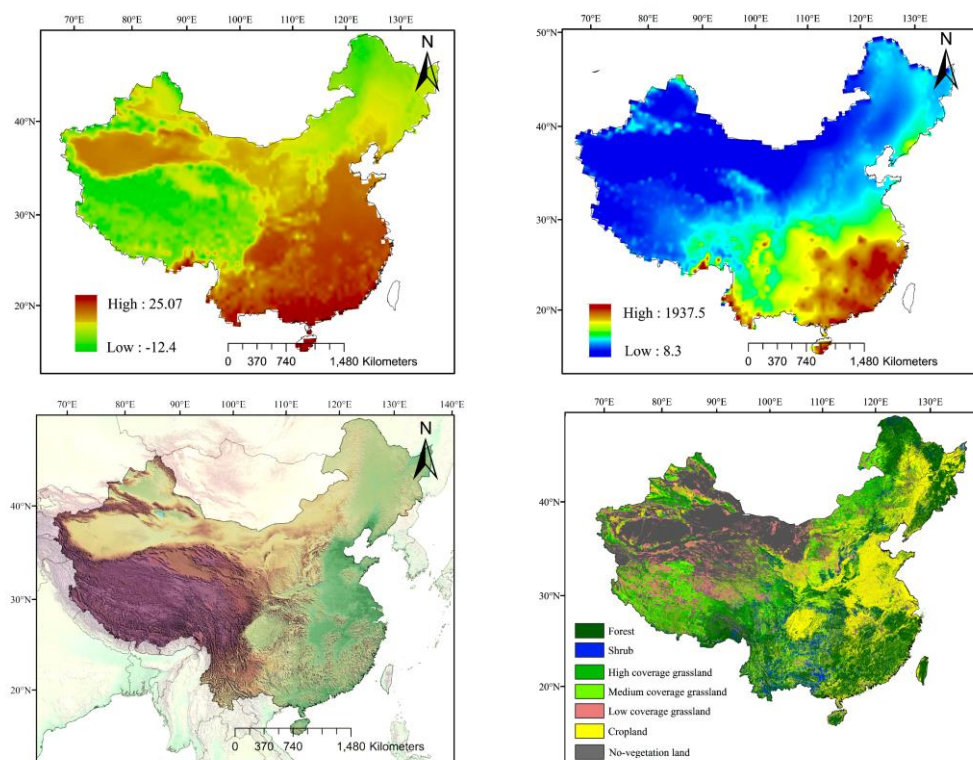 70°E 80°E 90°E 100°E 110°E 120°E 130°E
N
40°N
30°N
20°N
High : 25.07
Low : -12.4
0 370 740 1,480 Kilometers
70°E 80°E 90°E 100°E 110°E 120°E 130°E
50°N
N
40°N
30°N
20°N
High : 1937.5
Low : 8.3
0 370 740 1,480 Kilometers
70°E 80°E 90°E 100°E 110°E 120°E 130°E 140°E
N
40°N
30°N
20°N
0 370 740 1,480 Kilometers
70°E 80°E 90°E 100°E 110°E 120°E 130°E
N
40°N
30°N
20°N
Forest
Shrub
High coverage grassland
Medium coverage grassland
Low coverage grassland
Cropland
No-vegetation land